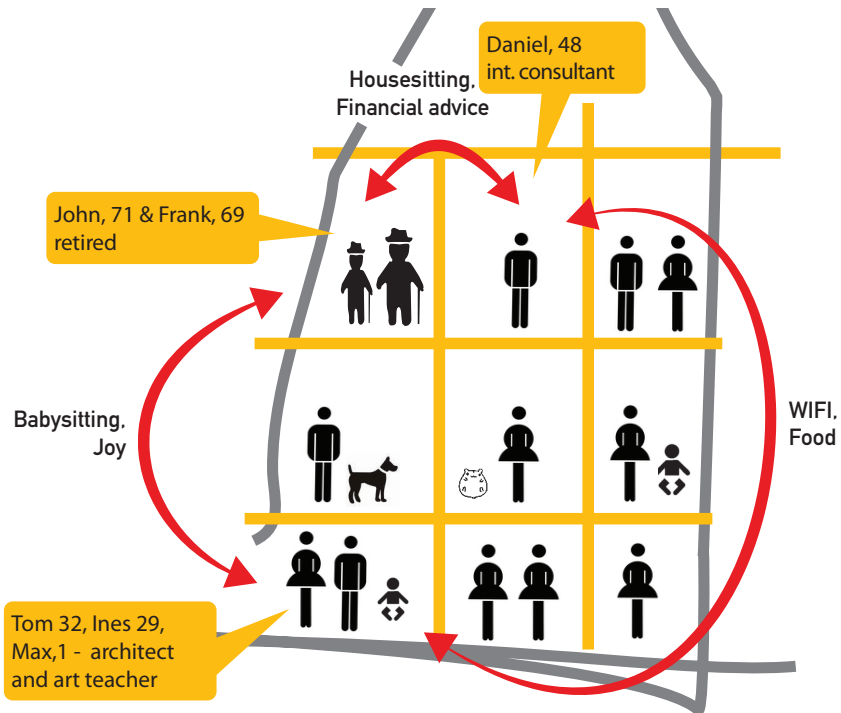 Daniel, 48
int. consultant
Housesitting,
Financial advice
John, 71 & Frank, 69
retired
Babysitting,
Joy
WIFI,
Food
Tom 32, Ines 29,
Max,1 - architect
and art teacher